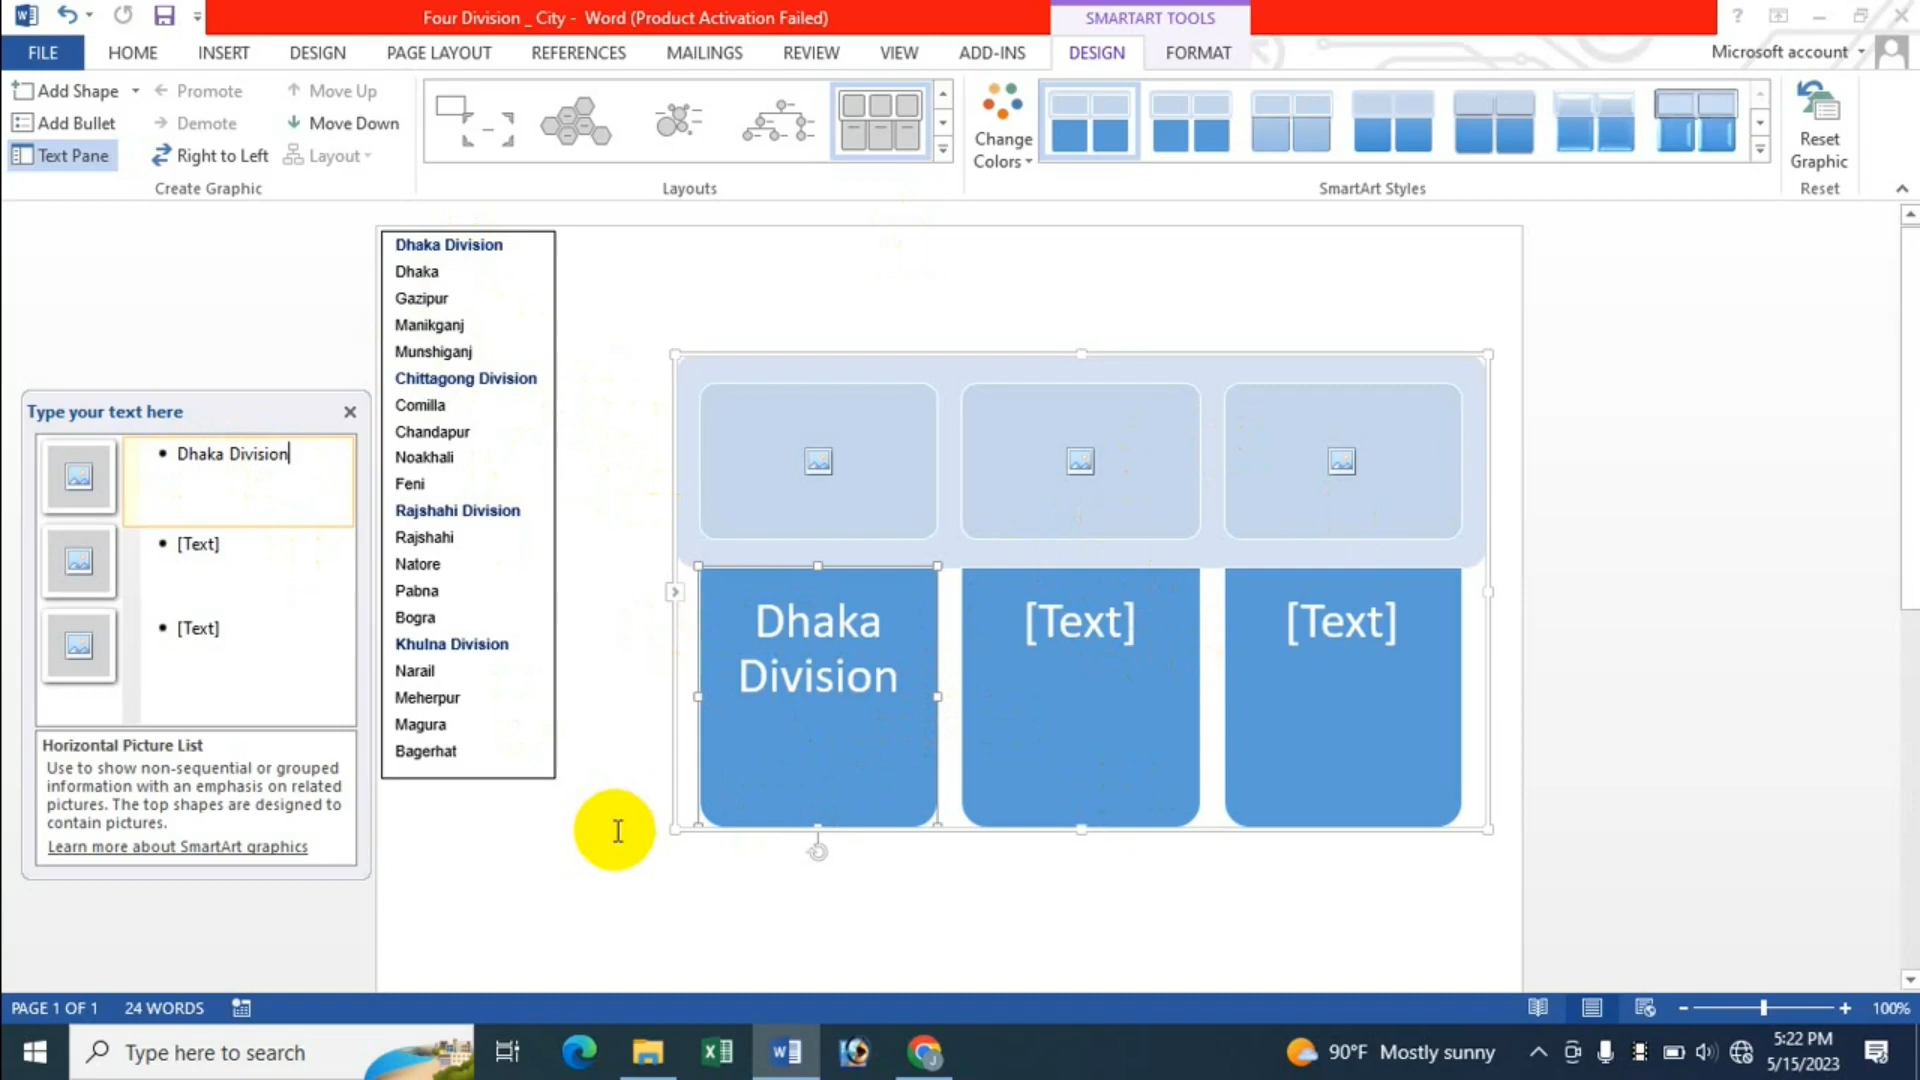 Four Division _ City - Word (Product Activation Failed)
SMARTART TOOLS
?
FILE
HOME
INSERT
DESIGN
PAGE LAYOUT
REFERENCES
MAILINGS
REVIEW
VIEW
ADD-INS
DESIGN
FORMAT
Microsoft account
Add Shape
Promote
Move Up
Add Bullet
Demote
Move Down
Text Pane
Right to Left
Layout
Create Graphic
Layouts
Change
Colors
SmartArt Styles
Reset
Graphic
Reset
Dhaka Division
Dhaka
Gazipur
Manikganj
Munshiganj
Chittagong Division
Comilla
Chandapur
Noakhali
Feni
Rajshahi Division
Rajshahi
Natore
Pabna
Bogra
Khulna Division
Narail
Meherpur
Magura
Bagerhat
Type your text here
Dhaka Division
[Text]
[Text]
Horizontal Picture List
Use to show non-sequential or grouped
information with an emphasis on related
pictures. The top shapes are designed to
contain pictures.
Learn more about SmartArt graphics
Dhaka
Division
[Text]
[Text]
PAGE 1 OF 1
24 WORDS
100%
Type here to search
90°F Mostly sunny
5:22 PM
5/15/2023